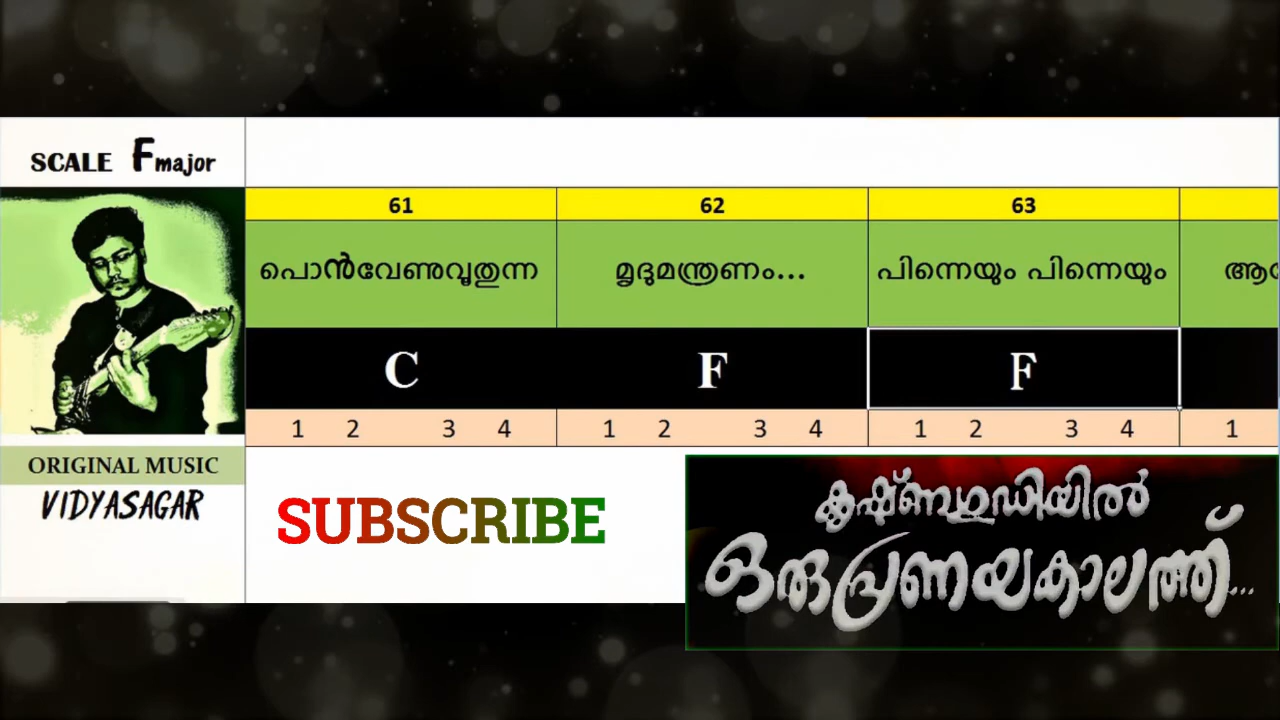 SCALE Fmajor
61 62 63
പൊൻവേണുവൂതുന്ന മൃദുമന്ത്രണം... പിന്നെയും പിന്നെയും
C F F
1 2 3 4 1 2 3 4 1 2 3 4 1
ORIGINAL MUSIC
VIDYASAGAR
SUBSCRIBE
കൃഷ്ണഗുഡിയിൽ
ഒരു പ്രണയകാലത്ത്...